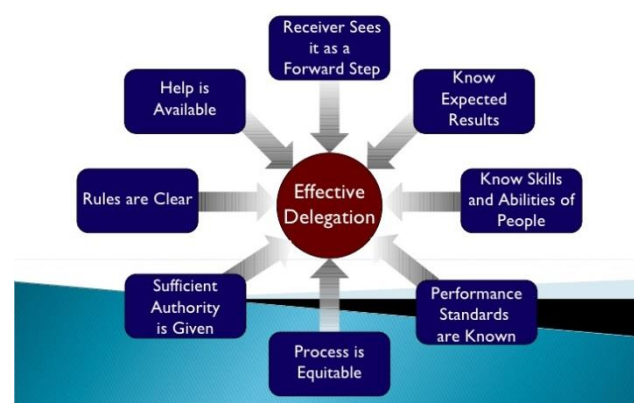 Receiver Sees
it as a
Forward Step
Help is
Available
Know
Expected
Results
Rules are Clear
Effective
Delegation
Know Skills
and Abilities of
People
Sufficient
Authority
is Given
Performance
Standards
are Known
Process is
Equitable